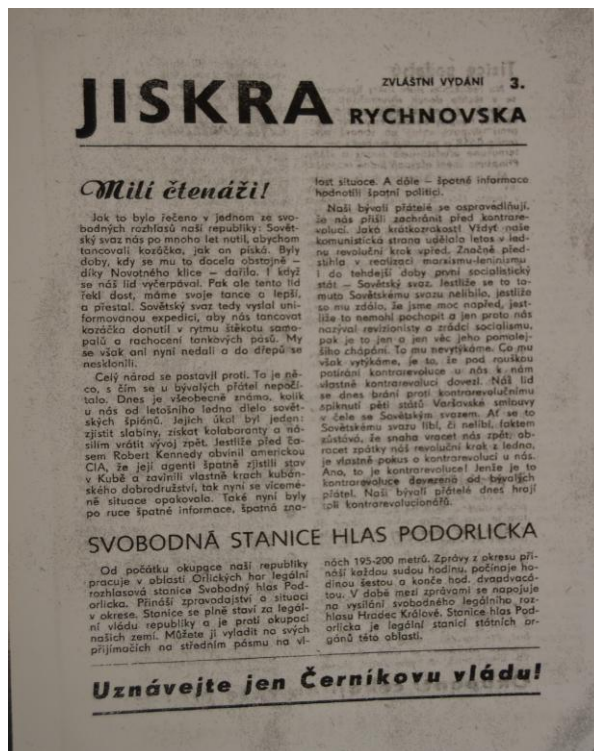 ZVLÁŠTNÍ VYDÁNÍ 3.
JISKRA RYCHNOVSKA
Milí čtenáři!
Jak to bylo řečeno v jednom ze svo-
bodných rozhlasů naší republiky: Sovět-
ský svaz nás po mnoho let nutil, abychom
tancovali kozáčka, jak on píská. Byly
doby, kdy se mu to docela obstojně –
díky Novotného klice – dařilo. I když
se náš lid vyčerpával. Pak ale tento lid
řekl dost, máme svoje tance a lepší,
a přestal. Sovětský svaz tedy vyslal uni-
formovanou expedici, aby nás tancovat
kozáčka donutil v rytmu štěkotu samo-
palů a rachocení tankových pásů. My
se však ani nyní nedali a do dřepů se
nesklonili.
Celý národ se postavil proti. To je ně-
co, s čím se u bývalých přátel nepočí-
talo. Dnes je všeobecně známo, kolik
u nás od letošního ledna dlelo sovět-
ských špiónů. Jejich úkol byl jeden:
zjistit slabiny, získat kolaboranty a ná-
silím vrátit vývoj zpět. Jestliže před ča-
sem Robert Kennedy obvinil americkou
CIA, že její agenti špatně zjistili stav
v Kubě a zavinili vlastně krach kubán-
ského dobrodružství, tak nyní se víceméně
ně situace opakovala. Také nyní byly
po ruce špatné informace, špatná zna-
lost situace. A dále – špatné informace
hodnotili špatní politici.
Naši bývalí přátelé se ospravedlňují,
že nás přišli zachránit před kontrare-
volucí. Jaká krátkozrakost! Vždyť naše
komunistická strana udělala letos v led-
nu revoluční krok vpřed. Značně před-
stihla v realizaci marxismu-leninismu
i do tehdejší doby první socialistický
stát – Sovětský svaz. Jestliže se to to-
muto Sovětskému svazu nelíbilo, jestliže
se mu zdálo, že jsme moc napřed, jest-
liže to nemohl pochopit a jen proto nás
nazýval revizionisty a zrádci socialismu,
pak je to jen a jen věc jeho pomalej-
šího chápání. To mu nevytýkáme. Co mu
však vytýkáme, je to, že pod rouškou
potírání kontrarevoluce u nás k nám
vlastně kontrarevoluci dovezl. Náš lid
se dnes brání proti kontrarevolučnímu
spiknutí pěti států Varšavské smlouvy
v čele se Sovětským svazem. Ať se to
Sovětskému svazu líbí, či nelíbí, faktem
zůstává, že snaha vracet nás zpět, ob-
racet zpátky náš revoluční krok z ledna,
je vlastně pokus o kontrarevoluci u nás.
Ano, to je kontrarevoluce! Jenže je to
kontrarevoluce dovezená od bývalých
přátel. Naši bývalí přátelé dnes hrají
roli kontrarevolucionářů.
SVOBODNÁ STANICE HLAS PODORLICKA
Od počátku okupace naší republiky
pracuje v oblasti Orlických hor legální
rozhlasová stanice Svobodný hlas Pod-
orlicka. Přináší zpravodajství o situaci
v okrese. Stanice se plně staví za legál-
ní vládu republiky a je proti okupaci
našich zemí. Můžete ji vyladit na svých
přijímačích na středním pásmu na vl-
nách 195-200 metrů. Zprávy z okresu při-
náší každou sudou hodinu, počínaje ho-
dinou šestou a konče hod. dvaadvacá-
tou. V době mezi zprávami se napojuje
na vysílání svobodného legálního roz-
hlasu Hradec Králové. Stanice hlas Pod-
orlicka je legální stanicí státních or-
gánů této oblasti.
Uznávejte jen Černíkovu vládu!